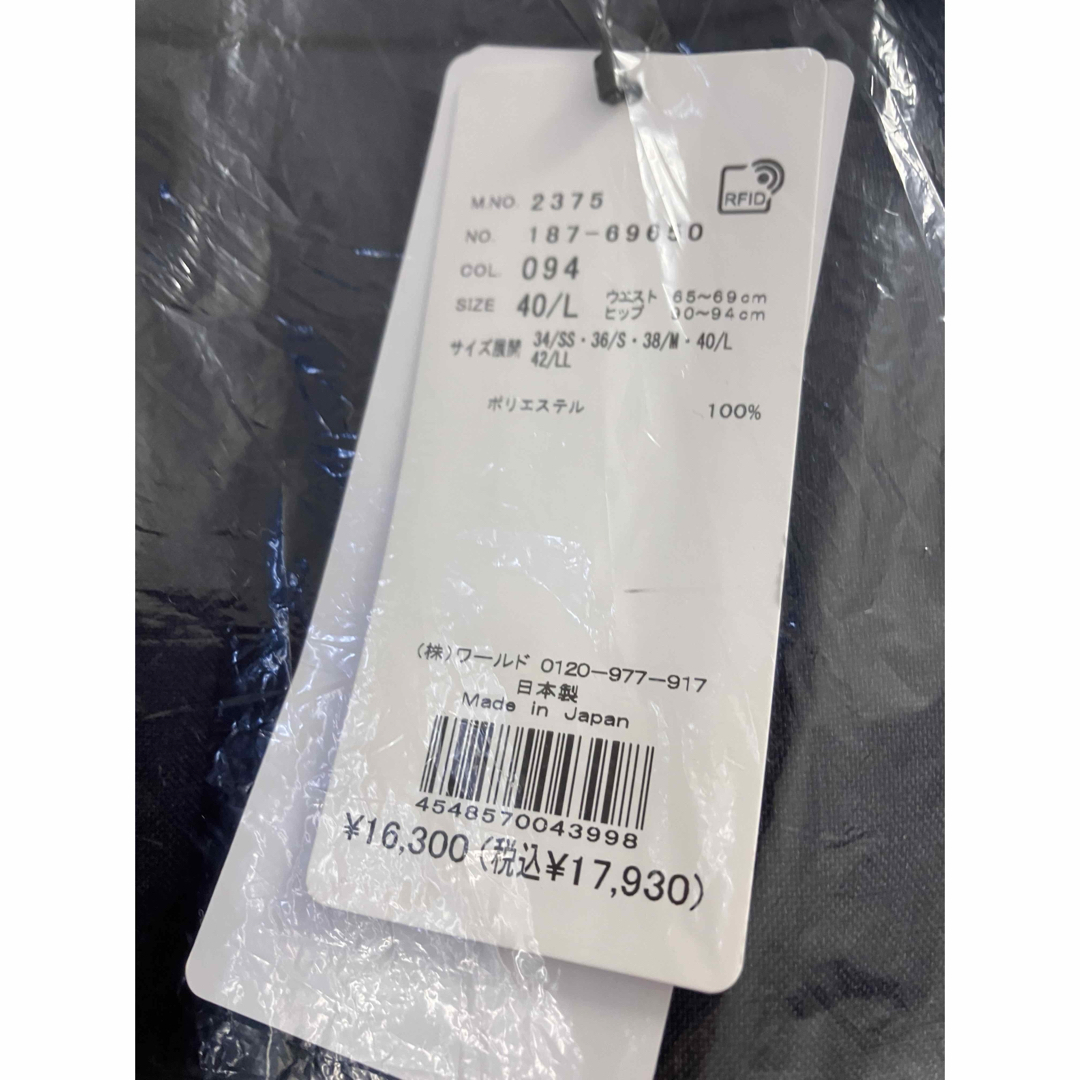 RFID
M.NO. 2375
NO. 187-69650
COL. 094
SIZE 40/L ウエスト 65~69cm
ヒップ 90~94cm
サイズ展開 34/SS・36/S・38/M・40/L
42/LL
ポリエステル 100%
(株)ワールド 0120-977-917
日本製
Made in Japan
4548570043998
¥16,300(税込¥17,930)